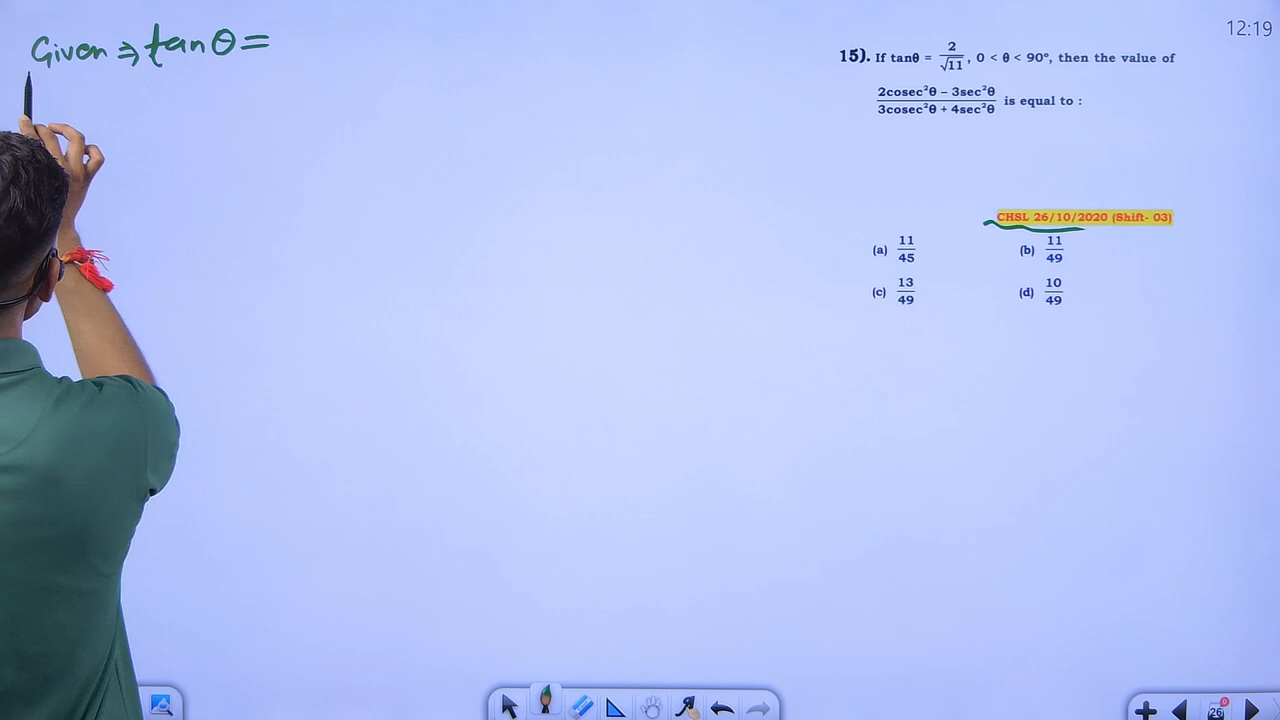 12:19
Given ⇒ tanθ =
15). If tanθ = 2/√11, 0 < θ < 90°, then the value of
(2cosec²θ − 3sec²θ)/(3cosec²θ + 4sec²θ) is equal to :
CHSL 26/10/2020 (Shift- 03)
(a) 11/45 (b) 11/49
(c) 13/49 (d) 10/49
26